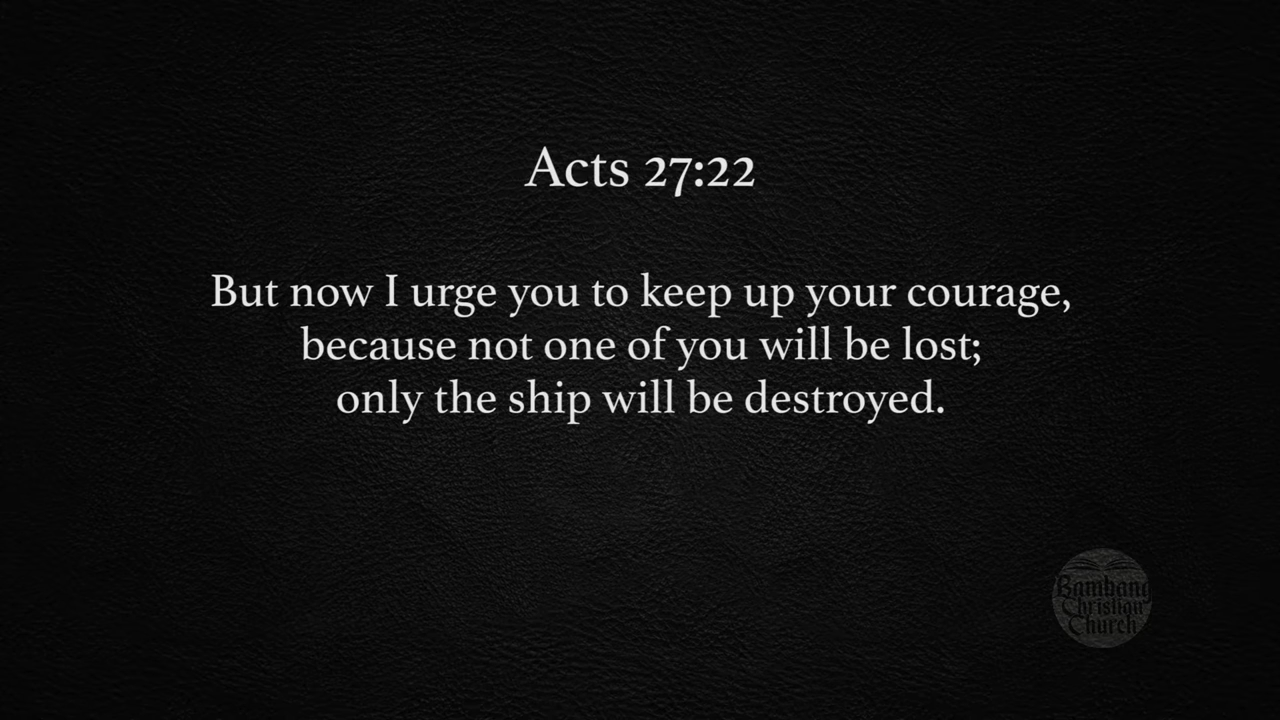 Acts 27:22
But now I urge you to keep up your courage,
because not one of you will be lost;
only the ship will be destroyed.
Bambang
Christian
Church